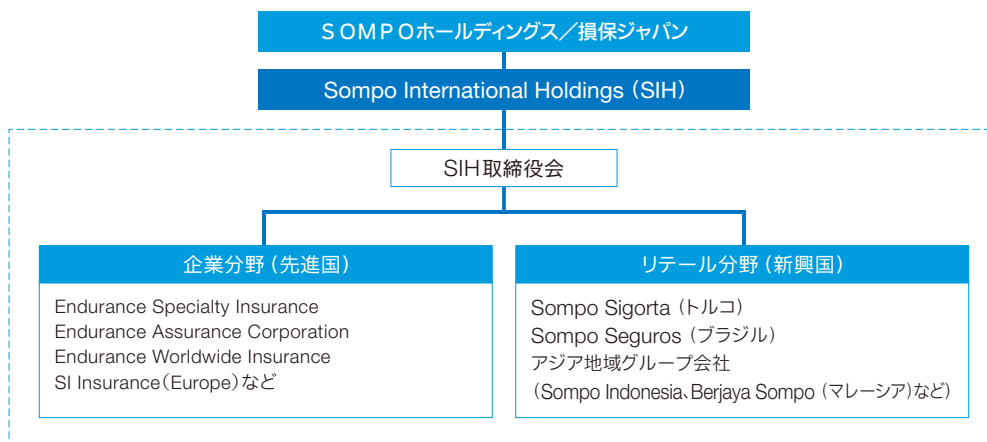 SOMPOホールディングス／損保ジャパン
Sompo International Holdings（SIH）
SIH取締役会
企業分野（先進国）
Endurance Specialty Insurance
Endurance Assurance Corporation
Endurance Worldwide Insurance
SI Insurance（Europe）など
リテール分野（新興国）
Sompo Sigorta（トルコ）
Sompo Seguros（ブラジル）
アジア地域グループ会社
（Sompo Indonesia、Berjaya Sompo（マレーシア）など）